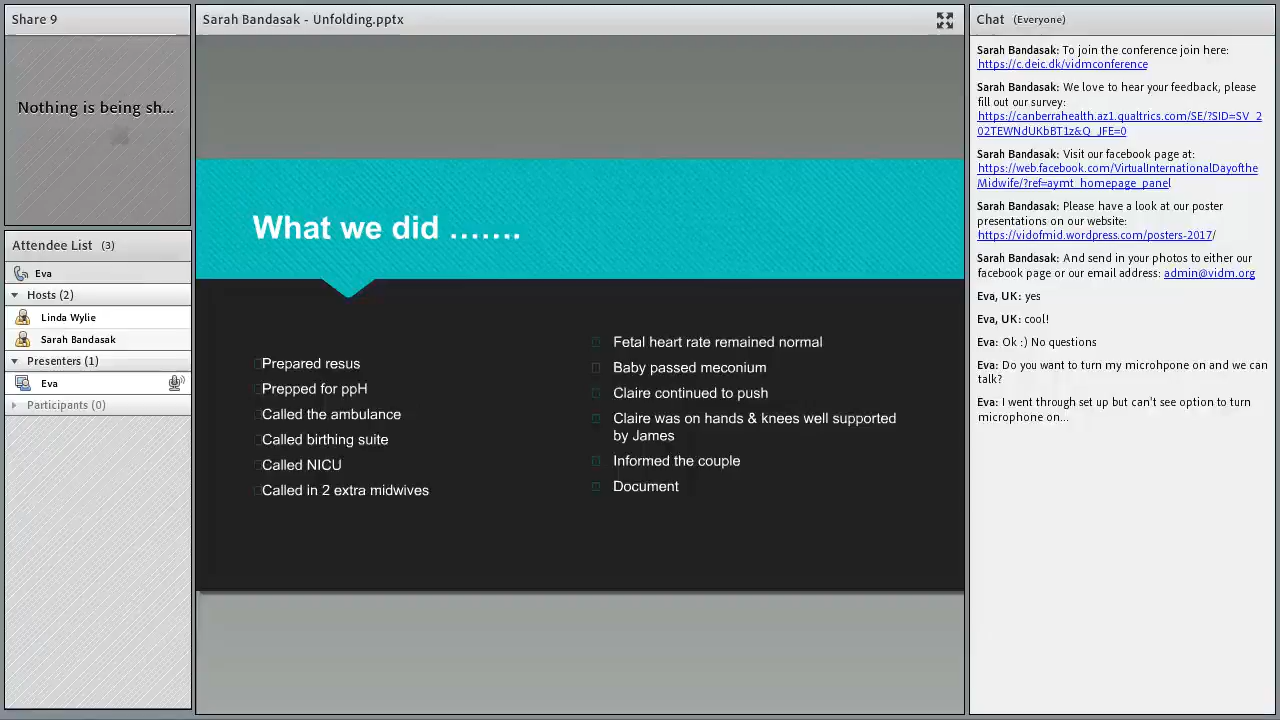 Share 9
Nothing is being sh...
Attendee List (3)
Eva
Hosts (2)
Linda Wylie
Sarah Bandasak
Presenters (1)
Eva
Participants (0)
Sarah Bandasak - Unfolding.pptx
What we did …….
Prepared resus
Prepped for ppH
Called the ambulance
Called birthing suite
Called NICU
Called in 2 extra midwives
Fetal heart rate remained normal
Baby passed meconium
Claire continued to push
Claire was on hands & knees well supported
by James
Informed the couple
Document
Chat (Everyone)
Sarah Bandasak: To join the conference join here:
https://c.deic.dk/vidmconference
Sarah Bandasak: We love to hear your feedback, please
fill out our survey:
https://canberrahealth.az1.qualtrics.com/SE/?SID=SV_2
02TEWNdUKbBT1z&Q_JFE=0
Sarah Bandasak: Visit our facebook page at:
https://web.facebook.com/VirtualInternationalDayofthe
Midwife/?ref=aymt_homepage_panel
Sarah Bandasak: Please have a look at our poster
presentations on our website:
https://vidofmid.wordpress.com/posters-2017/
Sarah Bandasak: And send in your photos to either our
facebook page or our email address: admin@vidm.org
Eva, UK: yes
Eva, UK: cool!
Eva: Ok :) No questions
Eva: Do you want to turn my microhpone on and we can
talk?
Eva: I went through set up but can't see option to turn
microphone on...